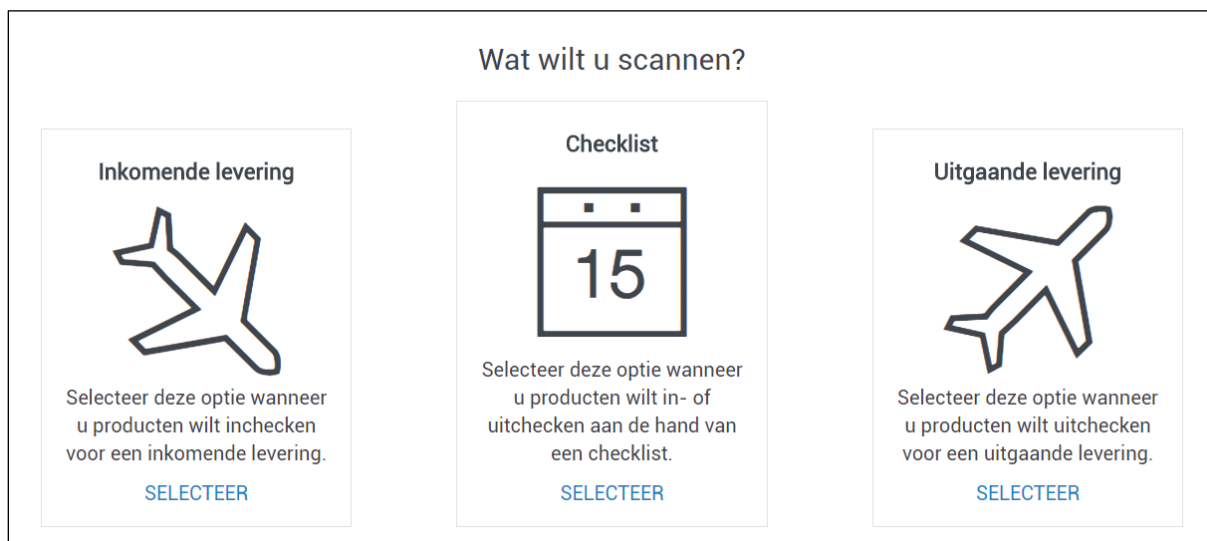 Wat wilt u scannen?
Inkomende levering
Selecteer deze optie wanneer
u producten wilt inchecken
voor een inkomende levering.
SELECTEER
Checklist
15
Selecteer deze optie wanneer
u producten wilt in- of
uitchecken aan de hand van
een checklist.
SELECTEER
Uitgaande levering
Selecteer deze optie wanneer
u producten wilt uitchecken
voor een uitgaande levering.
SELECTEER